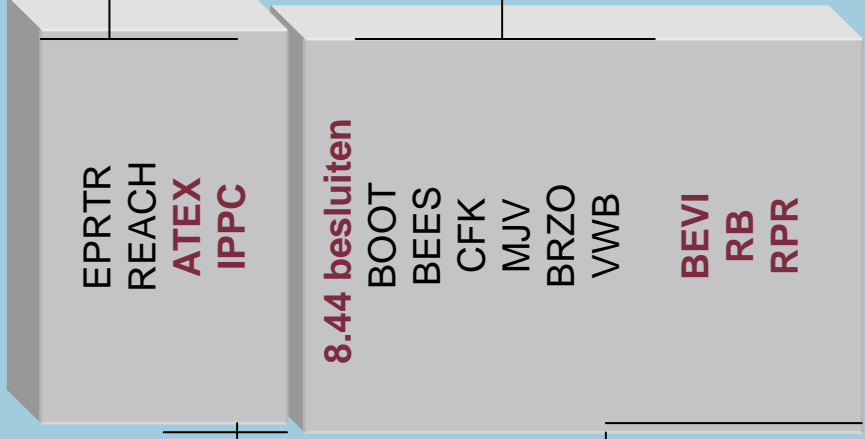 EPRTR
REACH
ATEX
IPPC
8.44 besluiten
BOOT
BEES
CFK
MJV
BRZO
VWB
BEVI
RB
RPR